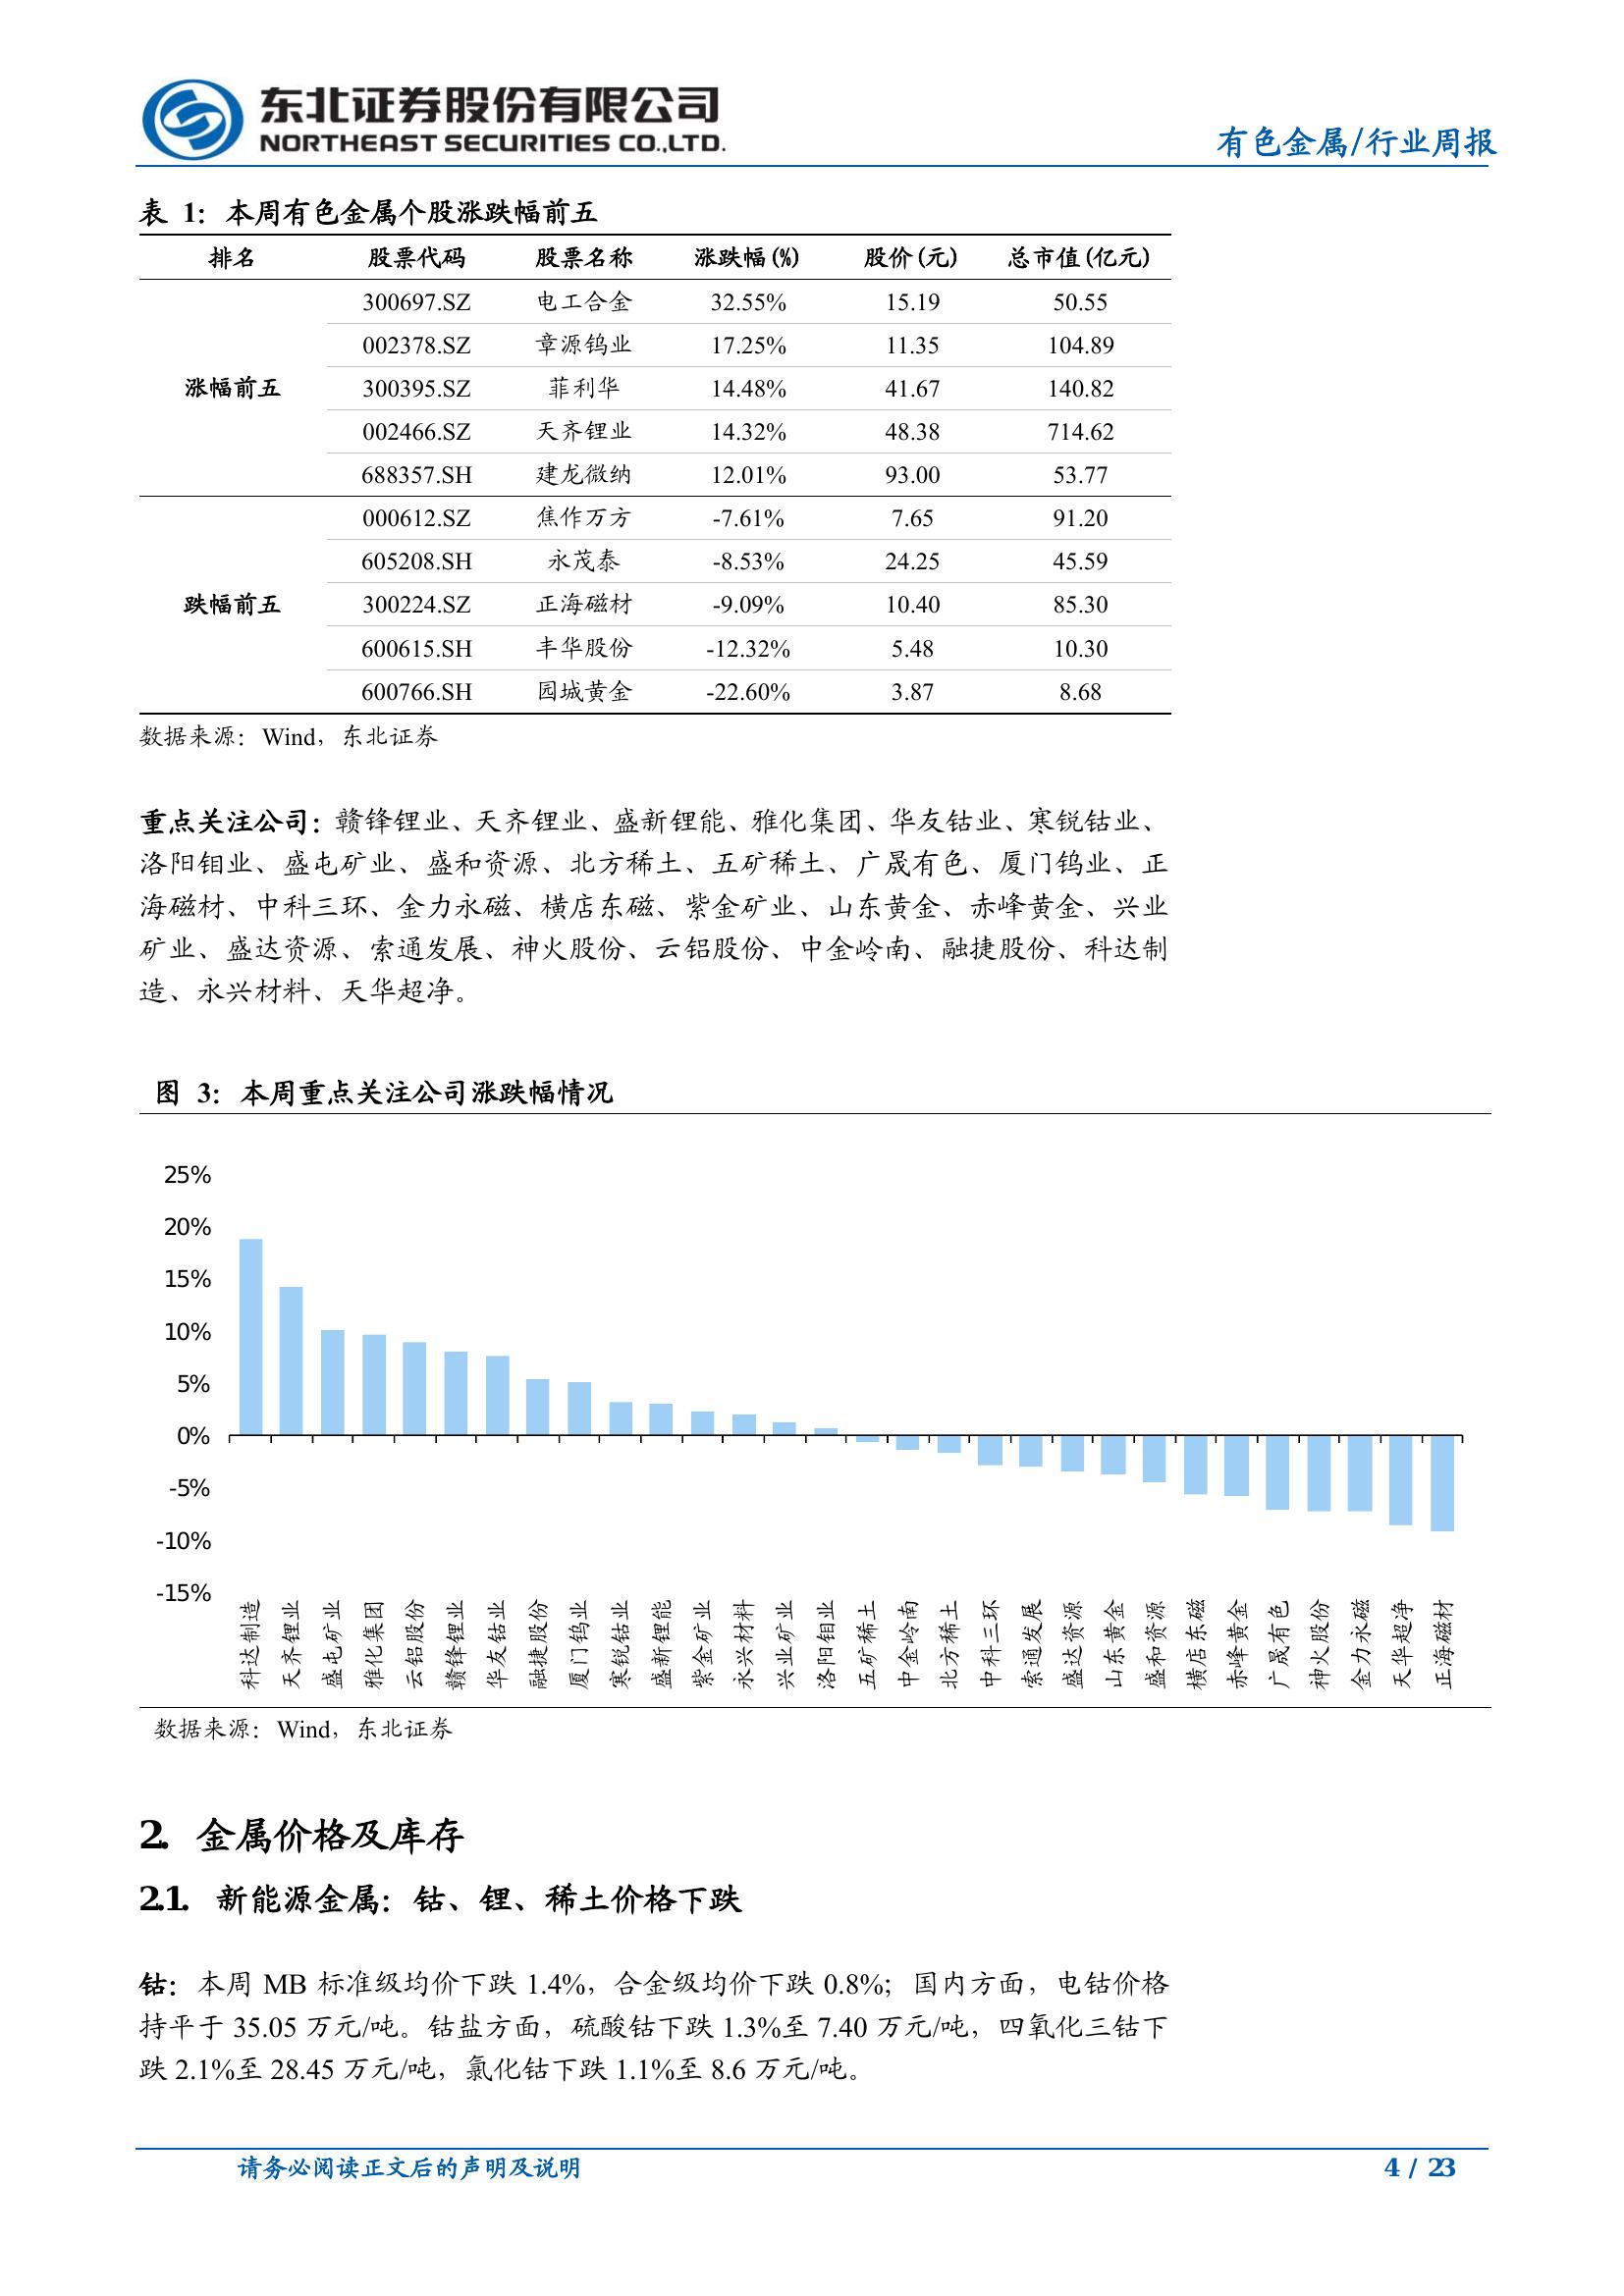 东北证券股份有限公司
NORTHEAST SECURITIES CO.,LTD.
有色金属/行业周报
表 1：本周有色金属个股涨跌幅前五
排名 股票代码 股票名称 涨跌幅(%) 股价(元) 总市值(亿元)
300697.SZ 电工合金 32.55% 15.19 50.55
002378.SZ 章源钨业 17.25% 11.35 104.89
涨幅前五 300395.SZ 菲利华 14.48% 41.67 140.82
002466.SZ 天齐锂业 14.32% 48.38 714.62
688357.SH 建龙微纳 12.01% 93.00 53.77
000612.SZ 焦作万方 -7.61% 7.65 91.20
605208.SH 永茂泰 -8.53% 24.25 45.59
跌幅前五 300224.SZ 正海磁材 -9.09% 10.40 85.30
600615.SH 丰华股份 -12.32% 5.48 10.30
600766.SH 园城黄金 -22.60% 3.87 8.68
数据来源：Wind，东北证券
重点关注公司：赣锋锂业、天齐锂业、盛新锂能、雅化集团、华友钴业、寒锐钴业、
洛阳钼业、盛屯矿业、盛和资源、北方稀土、五矿稀土、广晟有色、厦门钨业、正
海磁材、中科三环、金力永磁、横店东磁、紫金矿业、山东黄金、赤峰黄金、兴业
矿业、盛达资源、索通发展、神火股份、云铝股份、中金岭南、融捷股份、科达制
造、永兴材料、天华超净。
图 3：本周重点关注公司涨跌幅情况
25%
20%
15%
10%
5%
0%
-5%
-10%
-15%
科达制造
天齐锂业
盛屯矿业
雅化集团
云铝股份
赣锋锂业
华友钴业
融捷股份
厦门钨业
寒锐钴业
盛新锂能
紫金矿业
永兴材料
兴业矿业
洛阳钼业
五矿稀土
中金岭南
北方稀土
中科三环
索通发展
盛达资源
山东黄金
盛和资源
横店东磁
赤峰黄金
广晟有色
神火股份
金力永磁
天华超净
正海磁材
数据来源：Wind，东北证券
2. 金属价格及库存
2.1. 新能源金属：钴、锂、稀土价格下跌
钴：本周 MB 标准级均价下跌 1.4%，合金级均价下跌 0.8%；国内方面，电钴价格
持平于 35.05 万元/吨。钴盐方面，硫酸钴下跌 1.3%至 7.40 万元/吨，四氧化三钴下
跌 2.1%至 28.45 万元/吨，氯化钴下跌 1.1%至 8.6 万元/吨。
请务必阅读正文后的声明及说明
4 / 23